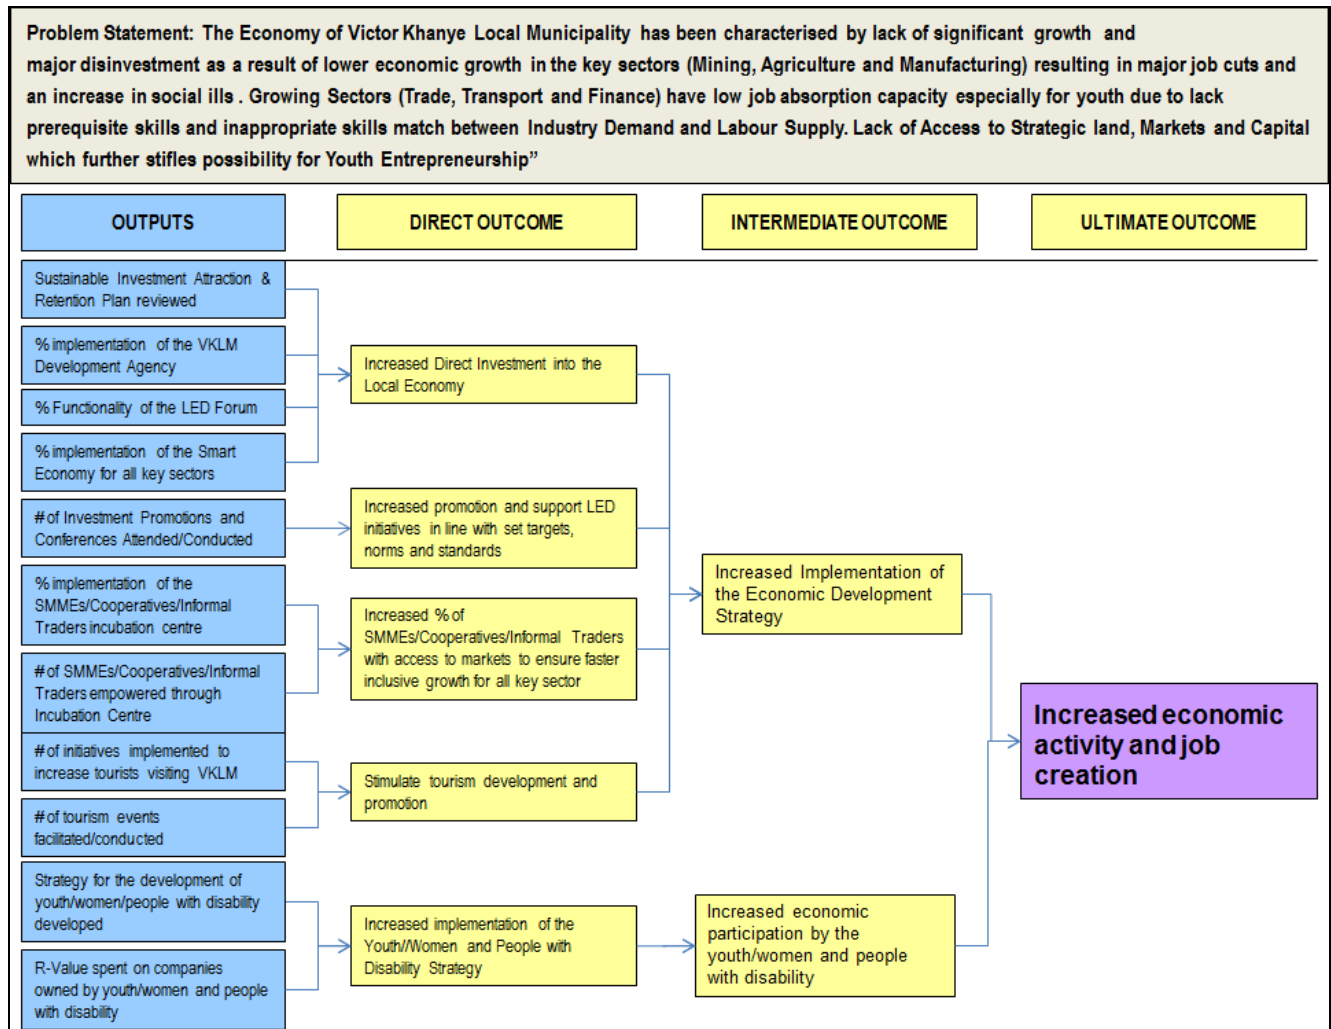 Problem Statement: The Economy of Victor Khanye Local Municipality has been characterised by lack of significant growth and
major disinvestment as a result of lower economic growth in the key sectors (Mining, Agriculture and Manufacturing) resulting in major job cuts and
an increase in social ills . Growing Sectors (Trade, Transport and Finance) have low job absorption capacity especially for youth due to lack
prerequisite skills and inappropriate skills match between Industry Demand and Labour Supply. Lack of Access to Strategic land, Markets and Capital
which further stifles possibility for Youth Entrepreneurship”
OUTPUTS
DIRECT OUTCOME
INTERMEDIATE OUTCOME
ULTIMATE OUTCOME
Sustainable Investment Attraction &
Retention Plan reviewed
% implementation of the VKLM
Development Agency
% Functionality of the LED Forum
% implementation of the Smart
Economy for all key sectors
# of Investment Promotions and
Conferences Attended/Conducted
% implementation of the
SMMEs/Cooperatives/Informal
Traders incubation centre
# of SMMEs/Cooperatives/Informal
Traders empowered through
Incubation Centre
# of initiatives implemented to
increase tourists visiting VKLM
# of tourism events
facilitated/conducted
Strategy for the development of
youth/women/people with disability
developed
R-Value spent on companies
owned by youth/women and people
with disability
Increased Direct Investment into the
Local Economy
Increased promotion and support LED
initiatives in line with set targets,
norms and standards
Increased % of
SMMEs/Cooperatives/Informal Traders
with access to markets to ensure faster
inclusive growth for all key sector
Stimulate tourism development and
promotion
Increased implementation of the
Youth//Women and People with
Disability Strategy
Increased Implementation of
the Economic Development
Strategy
Increased economic
participation by the
youth/women and people
with disability
Increased economic
activity and job
creation